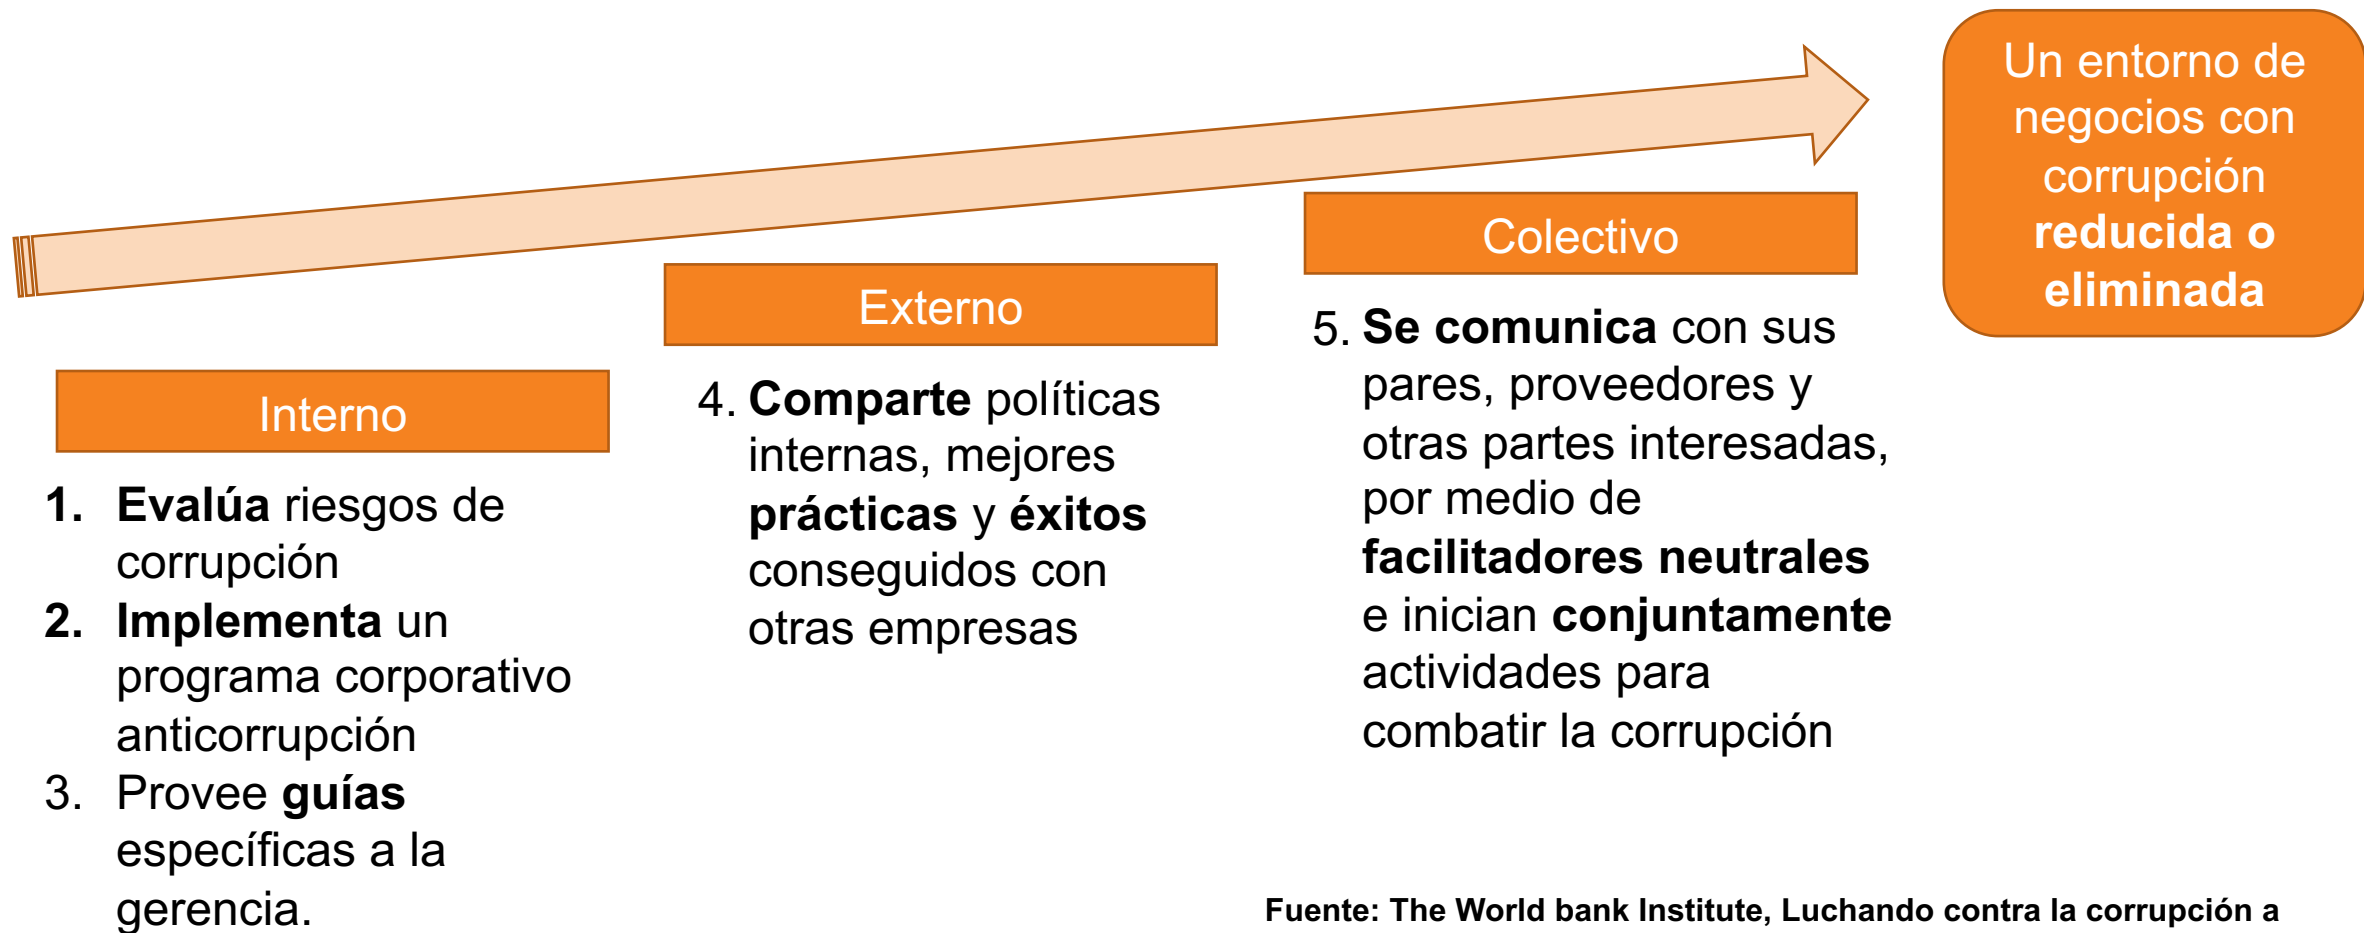 Un entorno de
negocios con
corrupción
reducida o
eliminada
Interno
1. Evalúa riesgos de
corrupción
2. Implementa un
programa corporativo
anticorrupción
3. Provee guías
específicas a la
gerencia.
Externo
4. Comparte políticas
internas, mejores
prácticas y éxitos
conseguidos con
otras empresas
Colectivo
5. Se comunica con sus
pares, proveedores y
otras partes interesadas,
por medio de
facilitadores neutrales
e inician conjuntamente
actividades para
combatir la corrupción
Fuente: The World bank Institute, Luchando contra la corrupción a